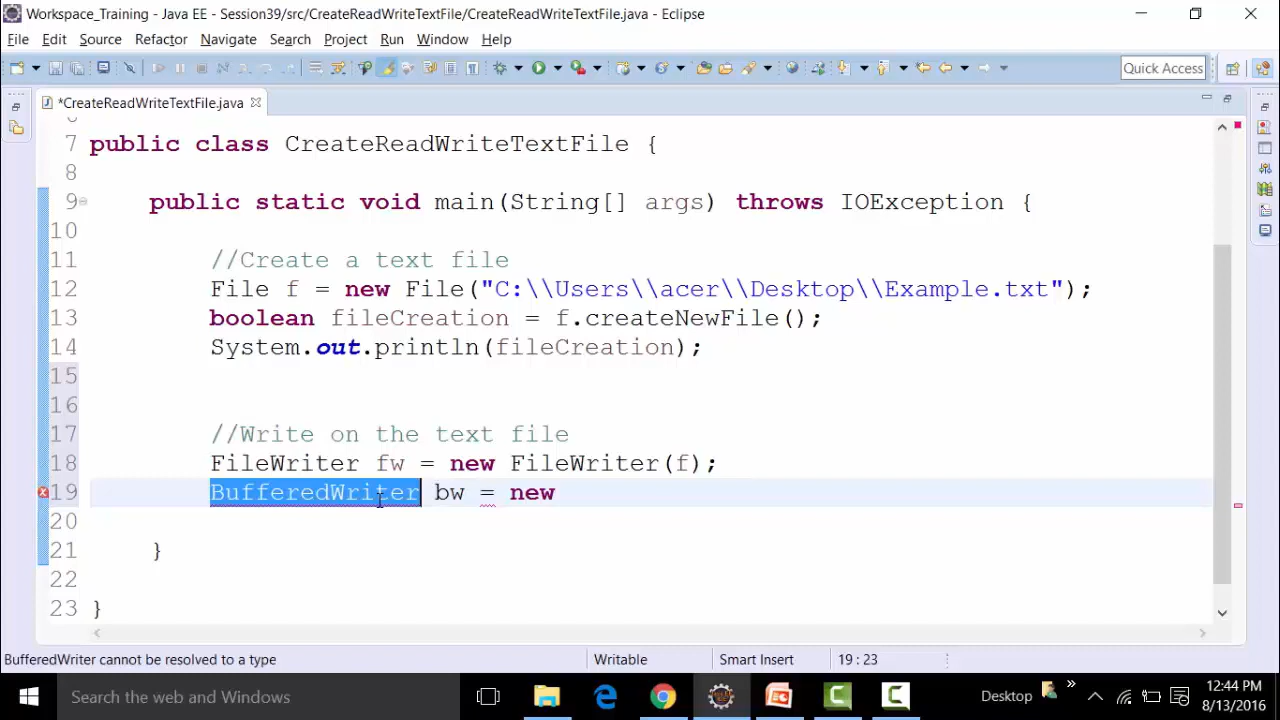 Workspace_Training - Java EE - Session39/src/CreateReadWriteTextFile/CreateReadWriteTextFile.java - Eclipse
File Edit Source Refactor Navigate Search Project Run Window Help
Quick Access
*CreateReadWriteTextFile.java
7 public class CreateReadWriteTextFile {
8
9 public static void main(String[] args) throws IOException {
10
11 //Create a text file
12 File f = new File("C:\\Users\\acer\\Desktop\\Example.txt");
13 boolean fileCreation = f.createNewFile();
14 System.out.println(fileCreation);
15
16
17 //Write on the text file
18 FileWriter fw = new FileWriter(f);
19 BufferedWriter bw = new
20
21 }
22
23 }
BufferedWriter cannot be resolved to a type Writable Smart Insert 19 : 23
Search the web and Windows Desktop 12:44 PM
8/13/2016